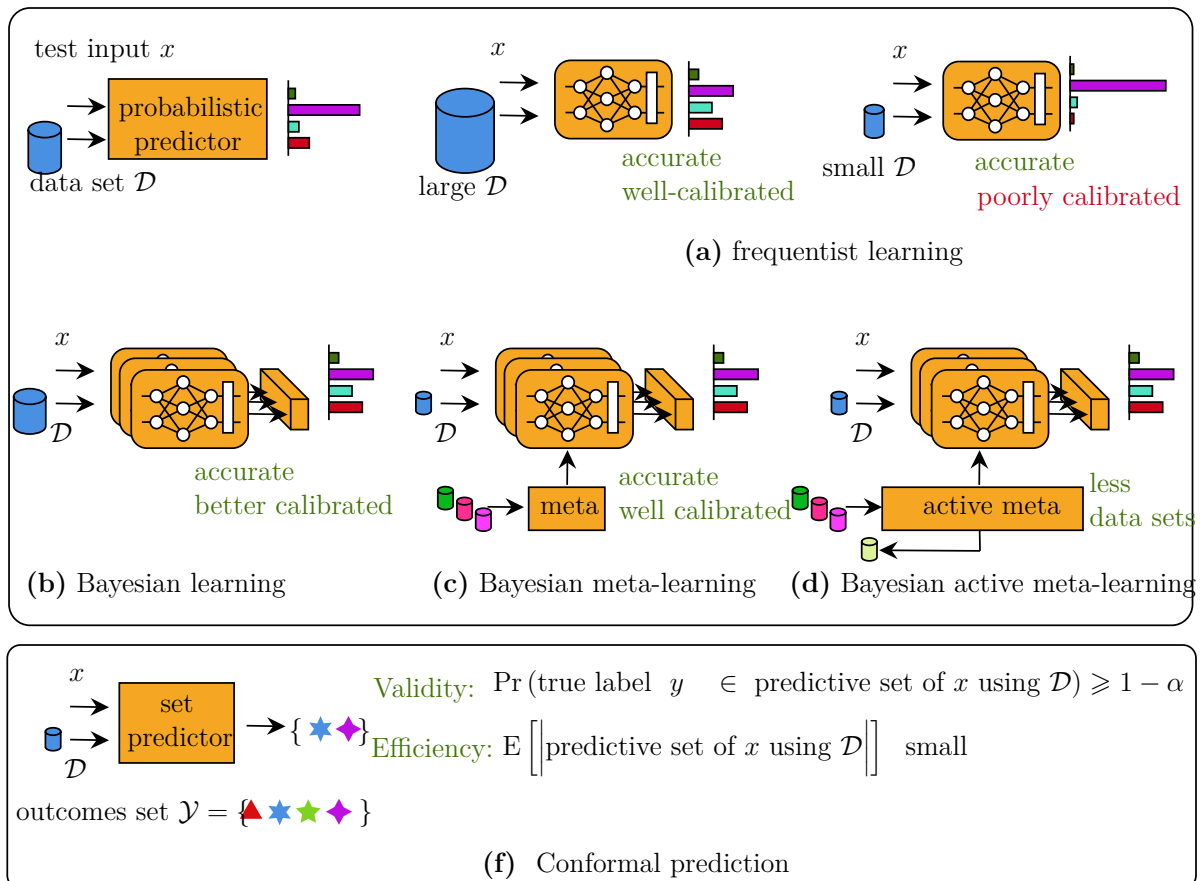 test input x
probabilistic
predictor
data set 𝒟
x
large 𝒟
accurate
well-calibrated
small 𝒟
accurate
poorly calibrated
(a) frequentist learning
x
𝒟
accurate
better calibrated
(b) Bayesian learning
x
𝒟
meta
accurate
well calibrated
(c) Bayesian meta-learning
x
𝒟
active meta
less
data sets
(d) Bayesian active meta-learning
x
𝒟
set
predictor
{ }
outcomes set 𝒴 = { }
Validity: Pr (true label y ∈ predictive set of x using 𝒟) ⩾ 1 − α
Efficiency: E [|predictive set of x using 𝒟|] small
(f) Conformal prediction